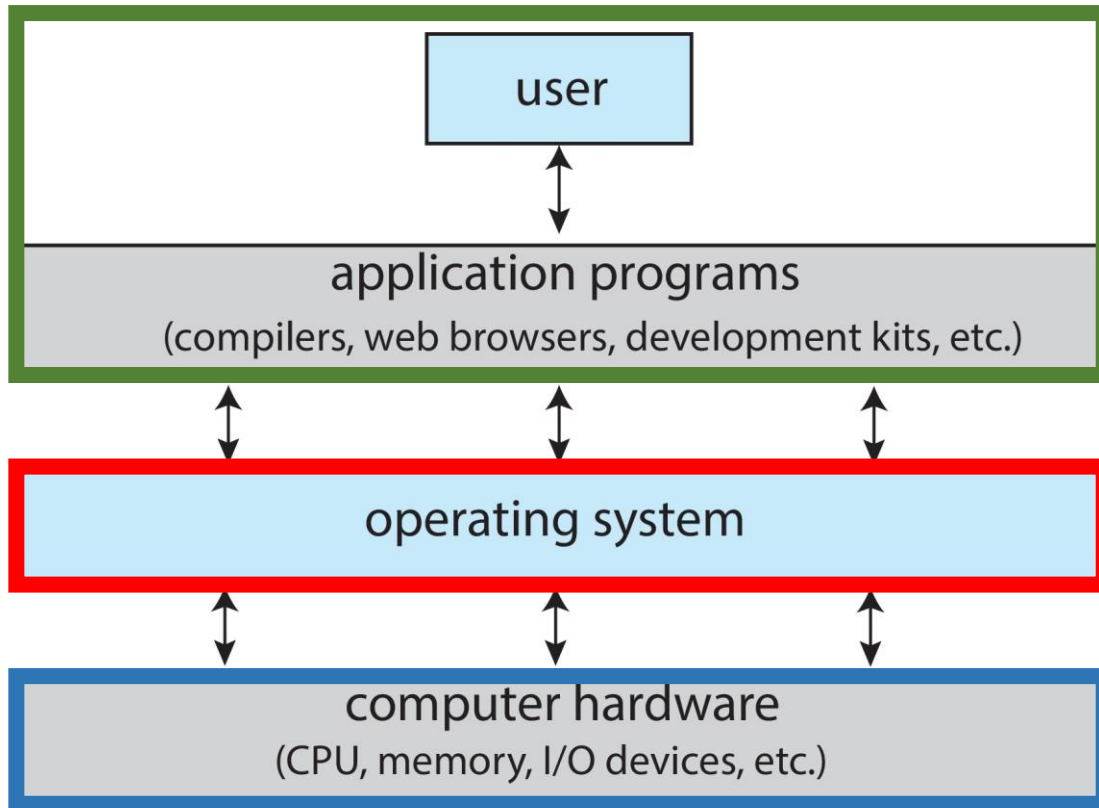 user
application programs
(compilers, web browsers, development kits, etc.)
operating system
computer hardware
(CPU, memory, I/O devices, etc.)